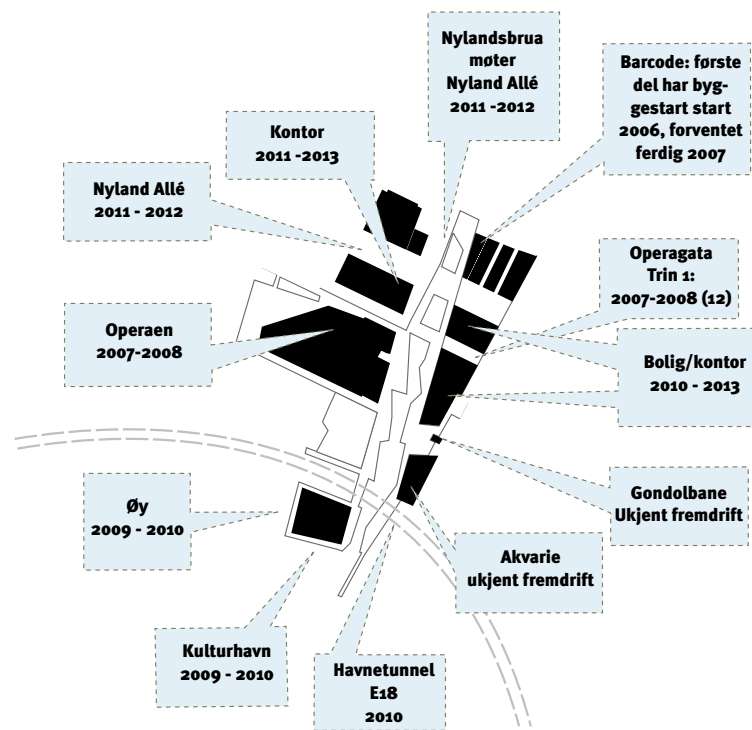 Nylandsbrua
møter
Nyland Allé
2011 -2012
Barcode: første
del har byg-
gestart start
2006, forventet
ferdig 2007
Kontor
2011 -2013
Nyland Allé
2011 - 2012
Operagata
Trin 1:
2007-2008 (12)
Operaen
2007-2008
Bolig/kontor
2010 - 2013
Gondolbane
Ukjent fremdrift
Øy
2009 - 2010
Akvarie
ukjent fremdrift
Kulturhavn
2009 - 2010
Havnetunnel
E18
2010